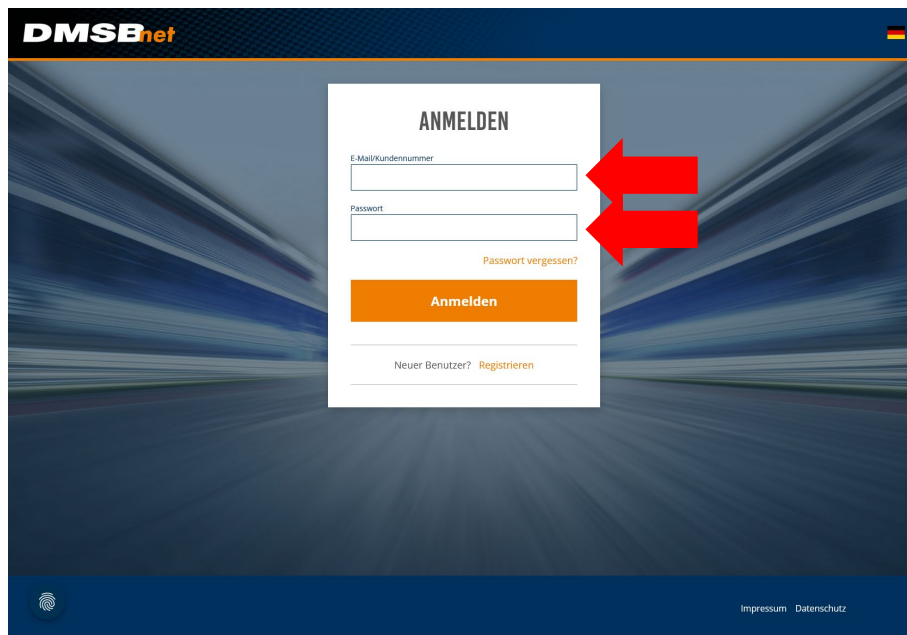 DMSBnet
ANMELDEN
E-Mail/Kundennummer
Passwort
Passwort vergessen?
Anmelden
Neuer Benutzer? Registrieren
Impressum Datenschutz